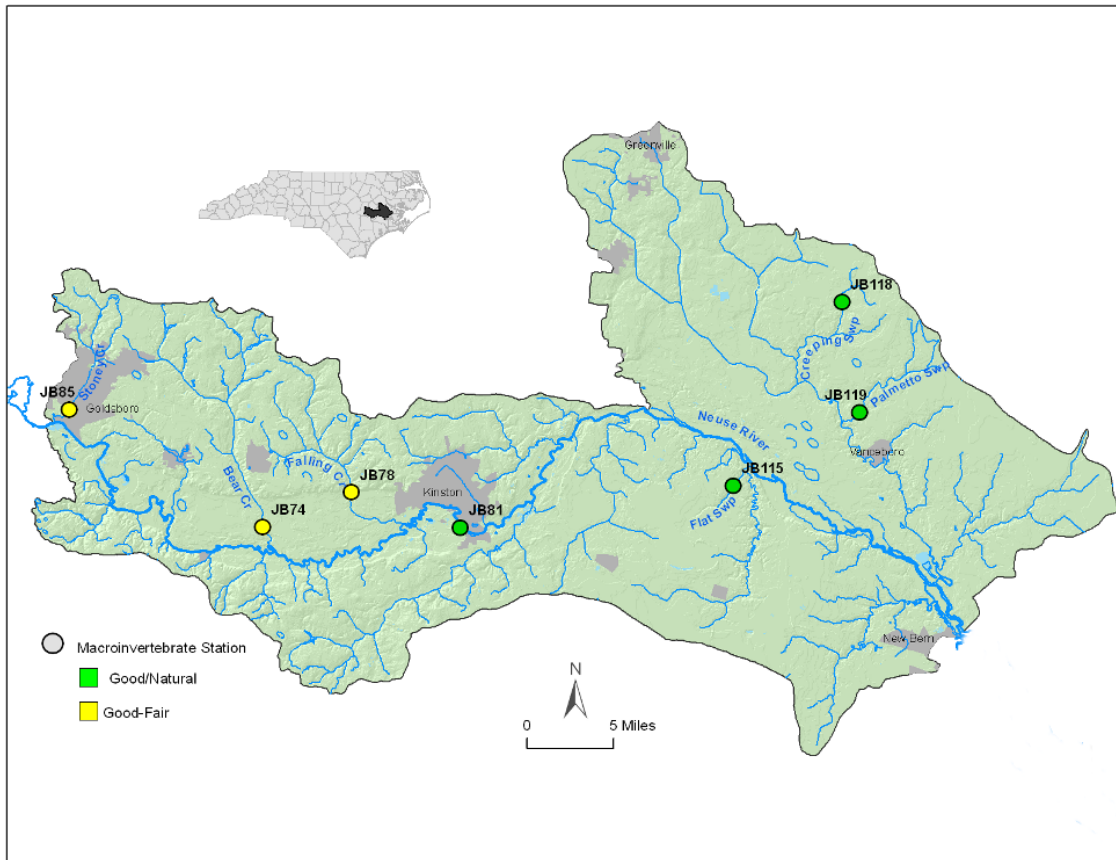 Greenville
JB118
Creeping Swp
Stoney Cr
Palmetto Swp
JB85
Goldsboro
JB119
Neuse River
Vanceboro
Falling Cr
JB78
JB115
Bear Cr
Kinston
Flat Swp
JB74
JB81
New Bern
Macroinvertebrate Station
Good/Natural
Good-Fair
N
0 5 Miles